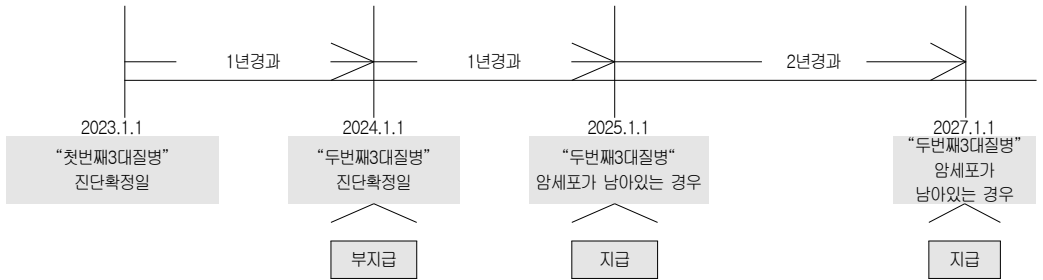 1년경과
1년경과
2년경과
2023.1.1
“첫번째3대질병”
진단확정일
2024.1.1
“두번째3대질병”
진단확정일
2025.1.1
“두번째3대질병“
암세포가 남아있는 경우
2027.1.1
“두번째3대질병”
암세포가
남아있는 경우
부지급
지급
지급